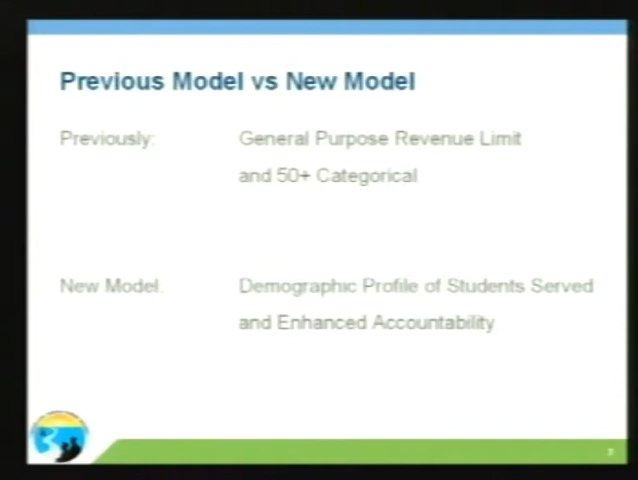 Previous Model vs New Model
Previously: General Purpose Revenue Limit
and 50+ Categorical
New Model: Demographic Profile of Students Served
and Enhanced Accountability